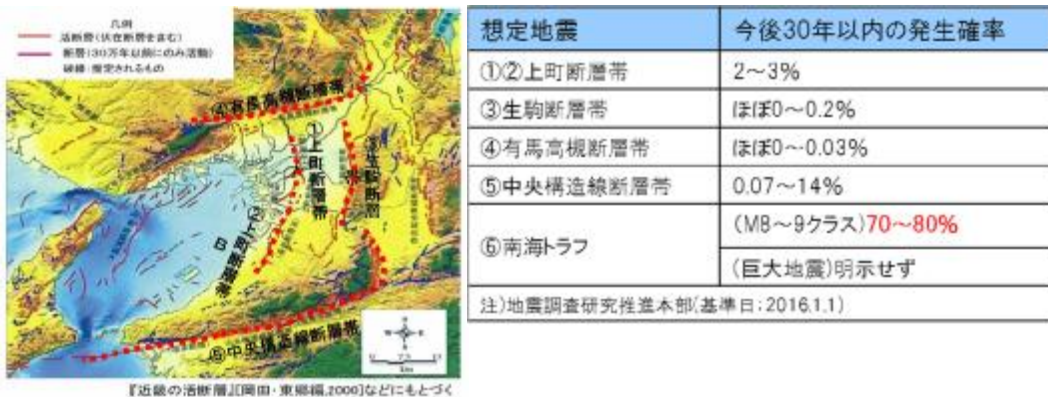 凡例
活断層(伏在断層を含む)
断層(30万年以前にのみ活動)
破線:推定されるもの
④有馬高槻断層帯
①上町断層帯
③生駒断層
②上町断層帯
⑤中央構造線断層帯
『近畿の活断層』[岡田・東郷編,2000]などにもとづく
想定地震 今後30年以内の発生確率
①②上町断層帯 2～3%
③生駒断層帯 ほぼ0～0.2%
④有馬高槻断層帯 ほぼ0～0.03%
⑤中央構造線断層帯 0.07～14%
⑥南海トラフ (M8～9クラス)70～80%
(巨大地震)明示せず
注)地震調査研究推進本部(基準日:2016.1.1)